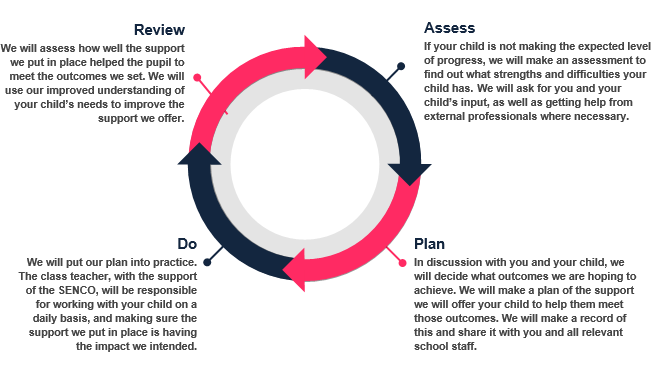 Review
We will assess how well the support
we put in place helped the pupil to
meet the outcomes we set. We will
use our improved understanding of
your child's needs to improve the
support we offer.
Assess
If your child is not making the expected level
of progress, we will make an assessment to
find out what strengths and difficulties your
child has. We will ask for you and your
child's input, as well as getting help from
external professionals where necessary.
Do
We will put our plan into practice.
The class teacher, with the support
of the SENCO, will be responsible
for working with your child on a
daily basis, and making sure the
support we put in place is having
the impact we intended.
Plan
In discussion with you and your child, we
will decide what outcomes we are hoping to
achieve. We will make a plan of the support
we will offer your child to help them meet
those outcomes. We will make a record of
this and share it with you and all relevant
school staff.